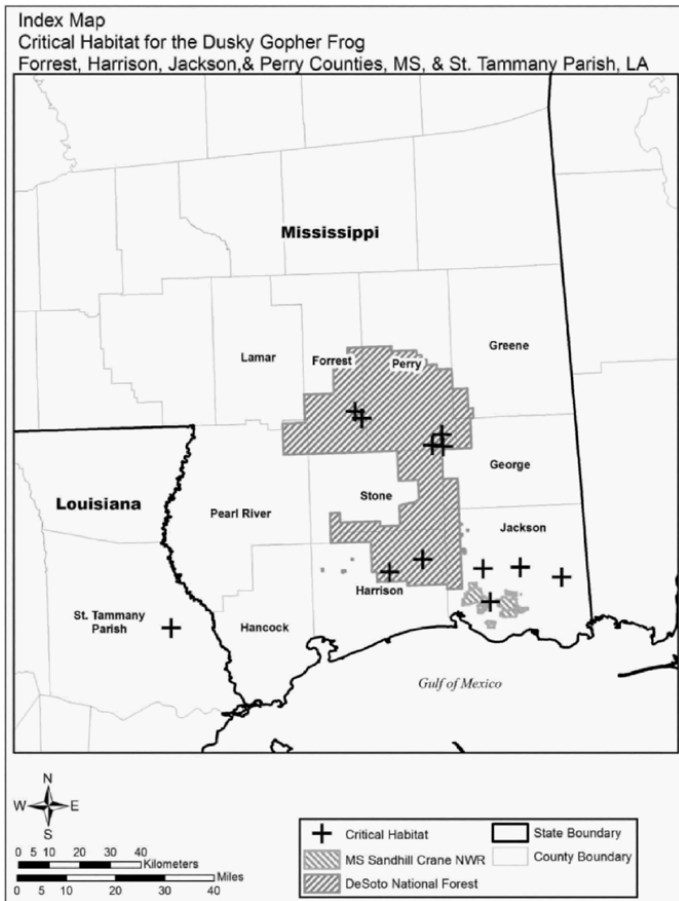 Index Map
Critical Habitat for the Dusky Gopher Frog
Forrest, Harrison, Jackson,& Perry Counties, MS, & St. Tammany Parish, LA
Mississippi
Lamar
Forrest
Perry
Greene
George
Louisiana
Pearl River
Stone
Jackson
Harrison
St. Tammany
Parish
Hancock
Gulf of Mexico
N
W E
S
0 5 10 20 30 40
Kilometers
Miles
0 10 20 30 40
Critical Habitat
MS Sandhill Crane NWR
DeSoto National Forest
State Boundary
County Boundary